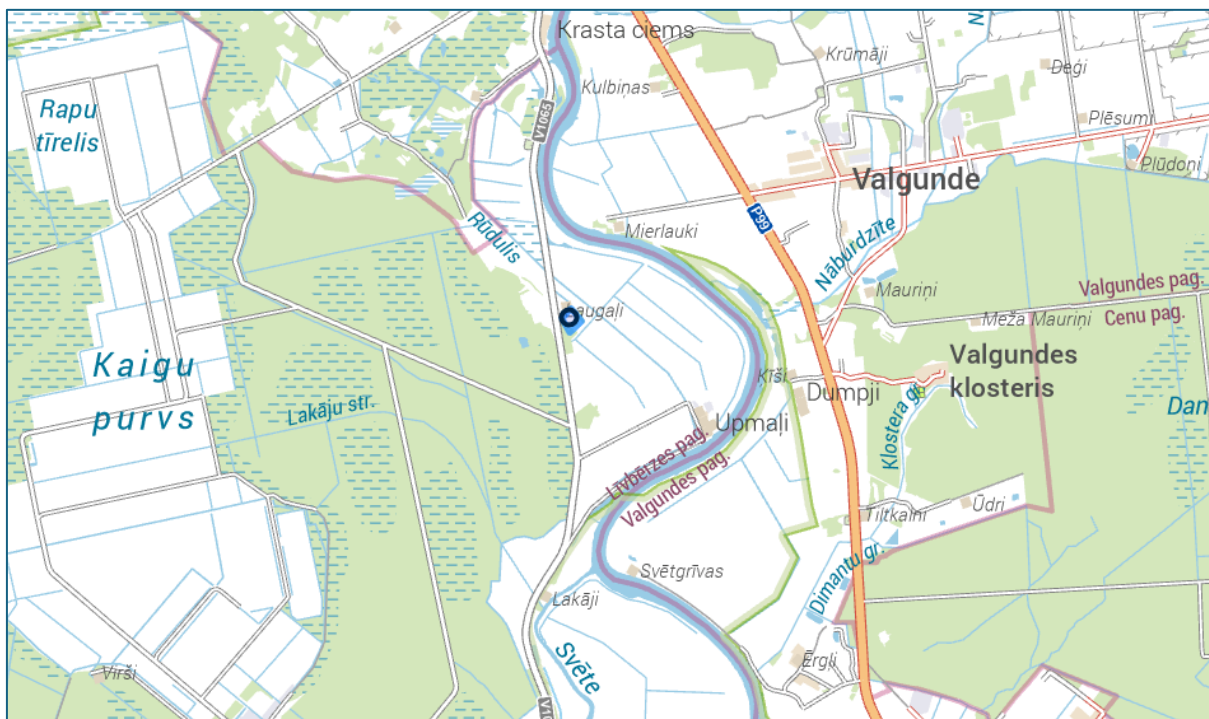 Krasta ciems
Krūmāji
Deģi
Kulbiņas
Rapu
tīrelis
V1065
Plēsumi
Plūdoņi
Valgunde
P99
Mierlauki
Rūdulis
Nāburdzīte
Mauriņi
Valgundes pag.
Cenu pag.
Meža Mauriņi
Kaigu
purvs
Valgundes
klosteris
Ķīši
Dumpji
Lakāju str.
Upmaļi
Klostera gr.
Līvbērzes pag.
Valgundes pag.
Tīltkalni
Ūdri
Svētgrīvas
Dimantu gr.
Lakāji
Svēte
Ērgļi
Virši